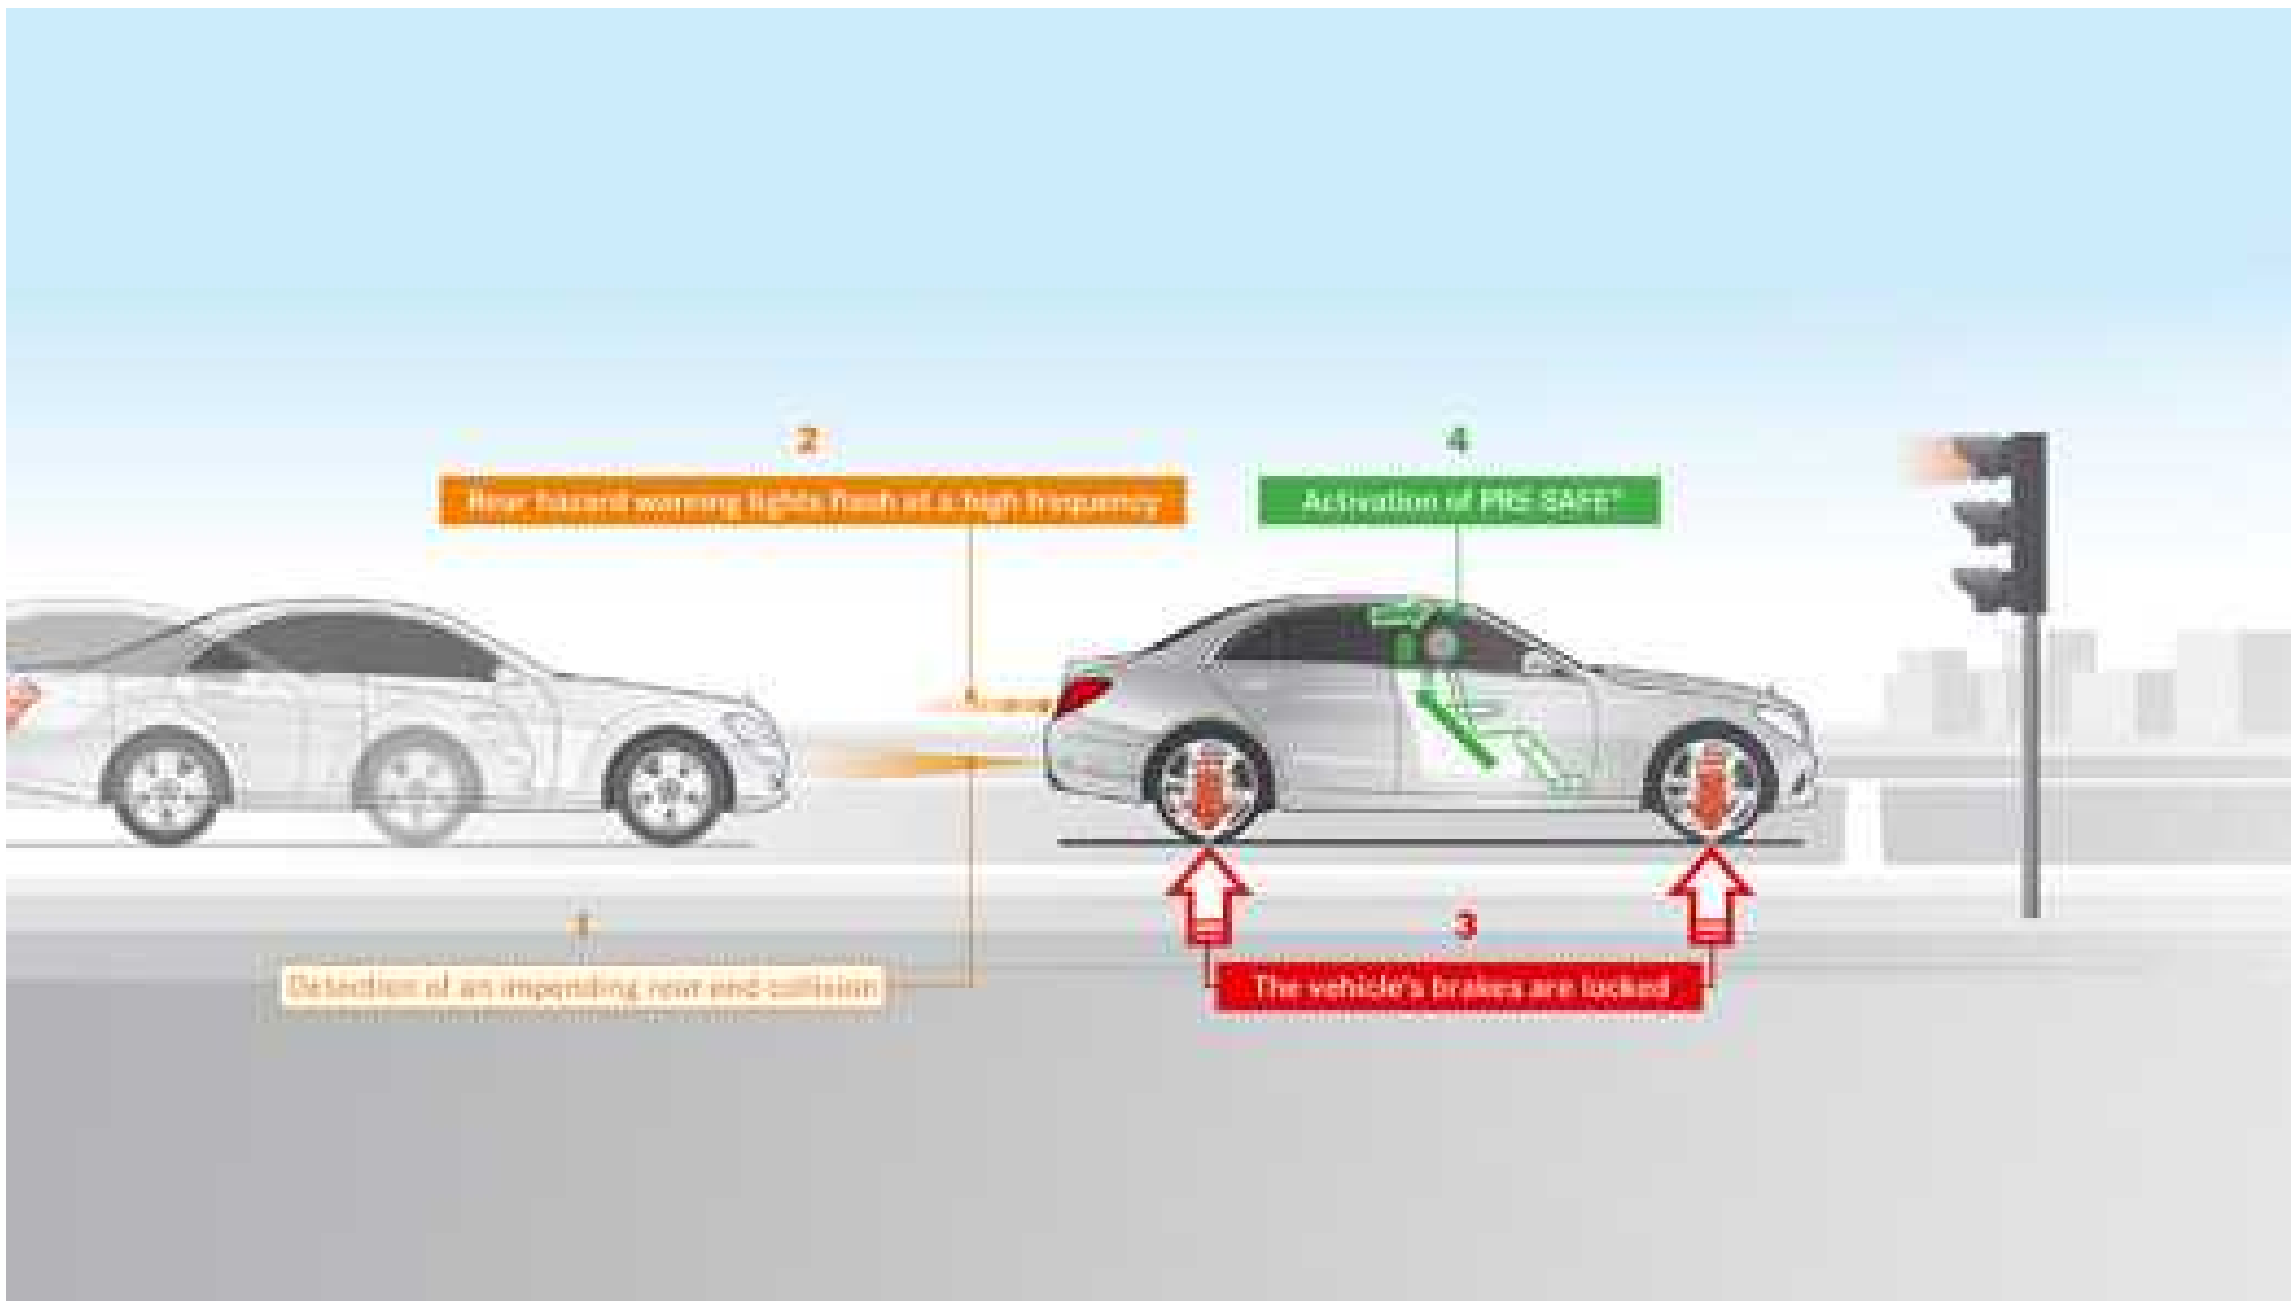 2
Rear hazard warning lights flash at a high frequency
4
Activation of PRE-SAFE®
1
Detection of an impending rear end collision
3
The vehicle's brakes are locked